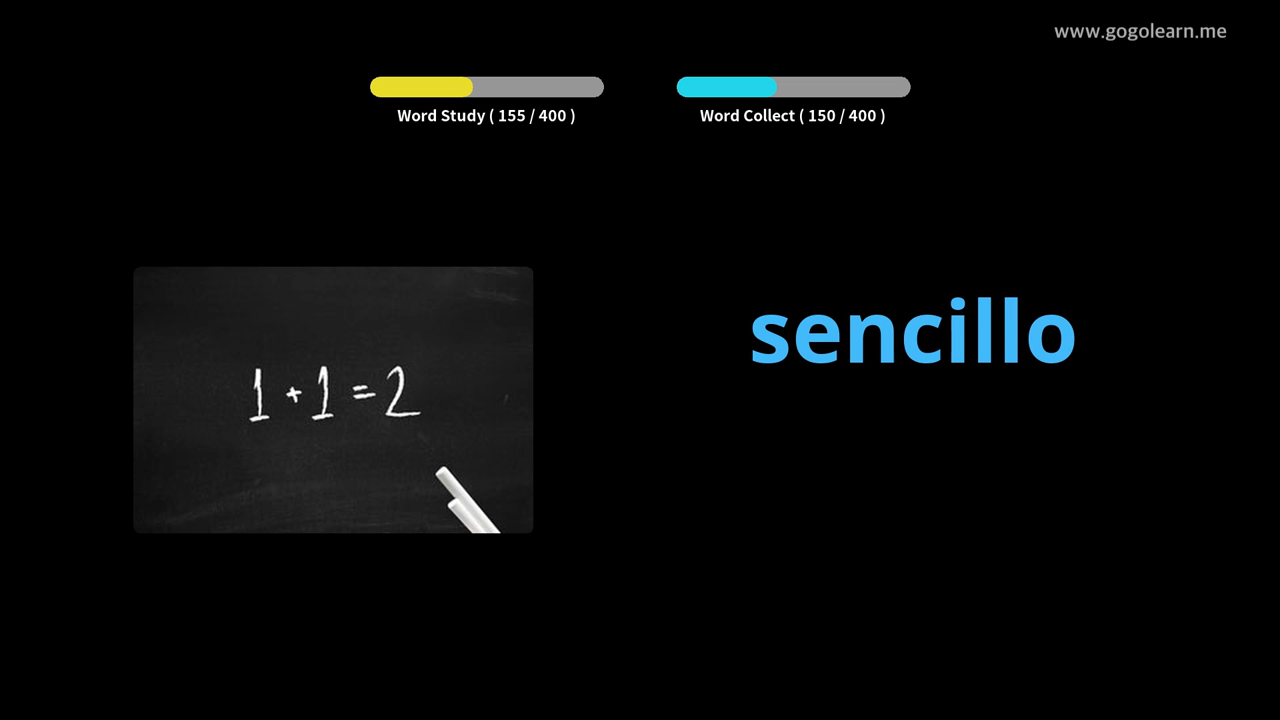 www.gogolearn.me
Word Study ( 155 / 400 )
Word Collect ( 150 / 400 )
sencillo
1 + 1 = 2